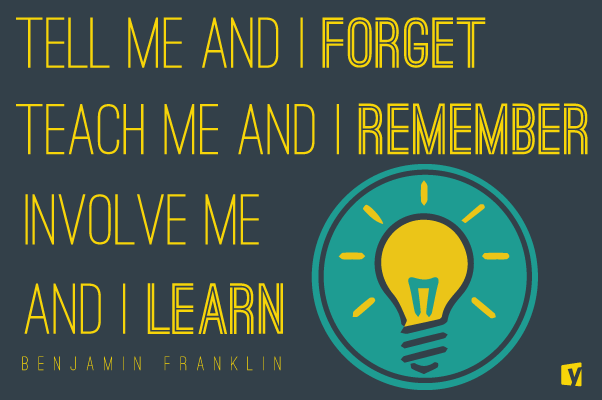 TELL ME AND I FORGET
TEACH ME AND I REMEMBER
INVOLVE ME
AND I LEARN
BENJAMIN FRANKLIN
y